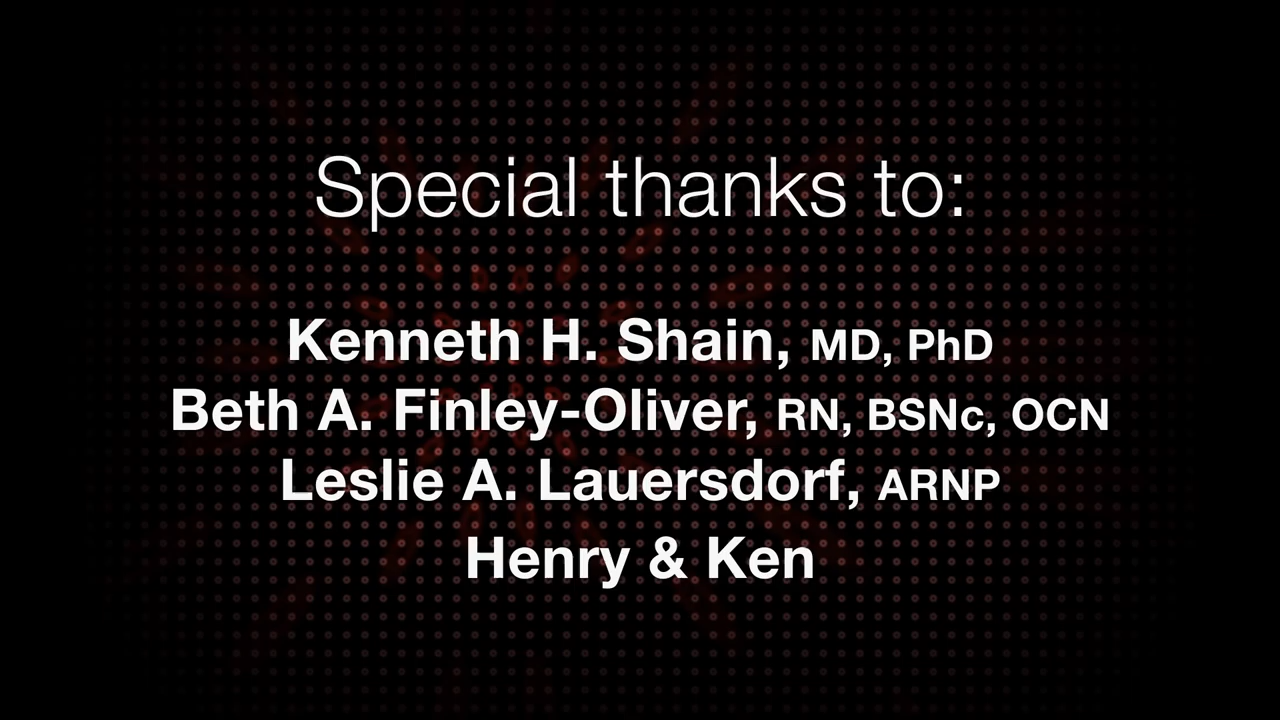 Special thanks to:
Kenneth H. Shain, MD, PhD
Beth A. Finley-Oliver, RN, BSNc, OCN
Leslie A. Lauersdorf, ARNP
Henry & Ken